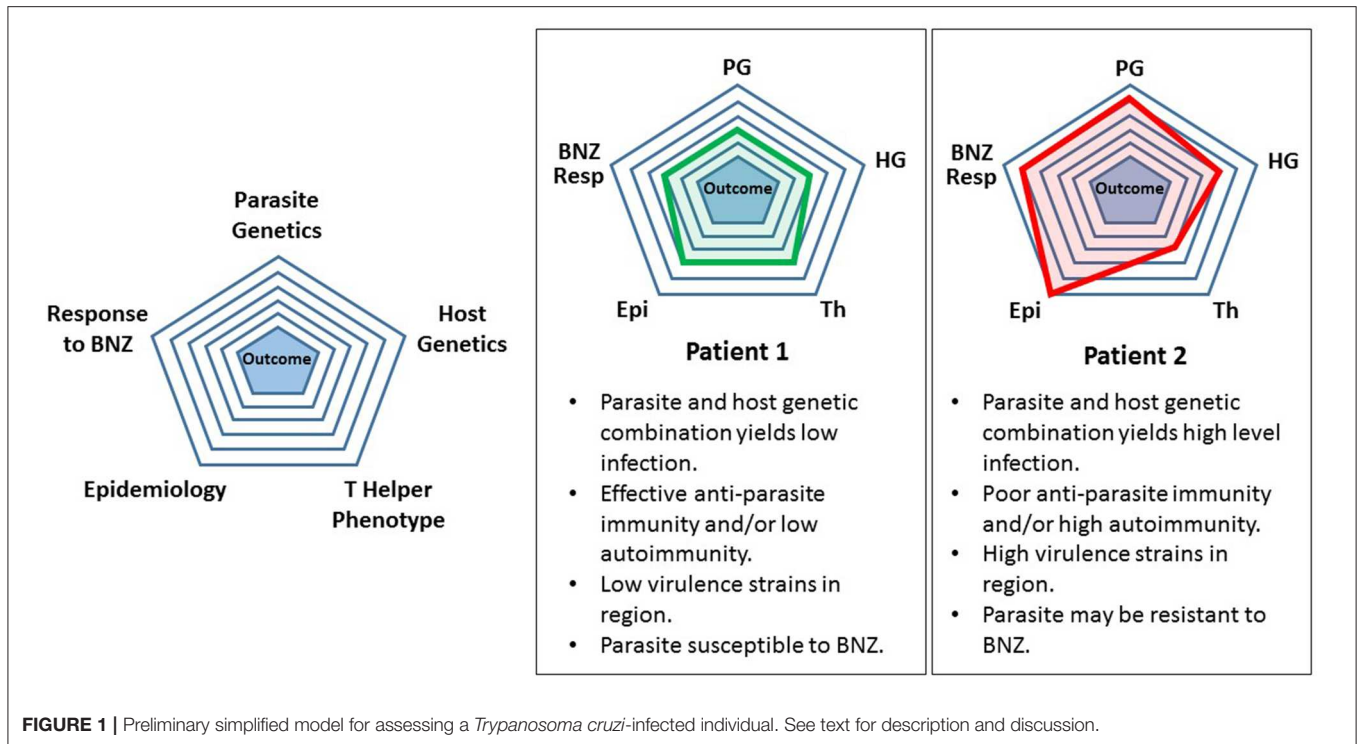 Parasite
Genetics
Response
to BNZ
Host
Genetics
Outcome
Epidemiology
T Helper
Phenotype
PG
BNZ
Resp
HG
Outcome
Epi
Th
Patient 1
• Parasite and host genetic
combination yields low
infection.
• Effective anti-parasite
immunity and/or low
autoimmunity.
• Low virulence strains in
region.
• Parasite susceptible to BNZ.
PG
BNZ
Resp
HG
Outcome
Epi
Th
Patient 2
• Parasite and host genetic
combination yields high level
infection.
• Poor anti-parasite immunity
and/or high autoimmunity.
• High virulence strains in
region.
• Parasite may be resistant to
BNZ.
FIGURE 1 | Preliminary simplified model for assessing a Trypanosoma cruzi-infected individual. See text for description and discussion.